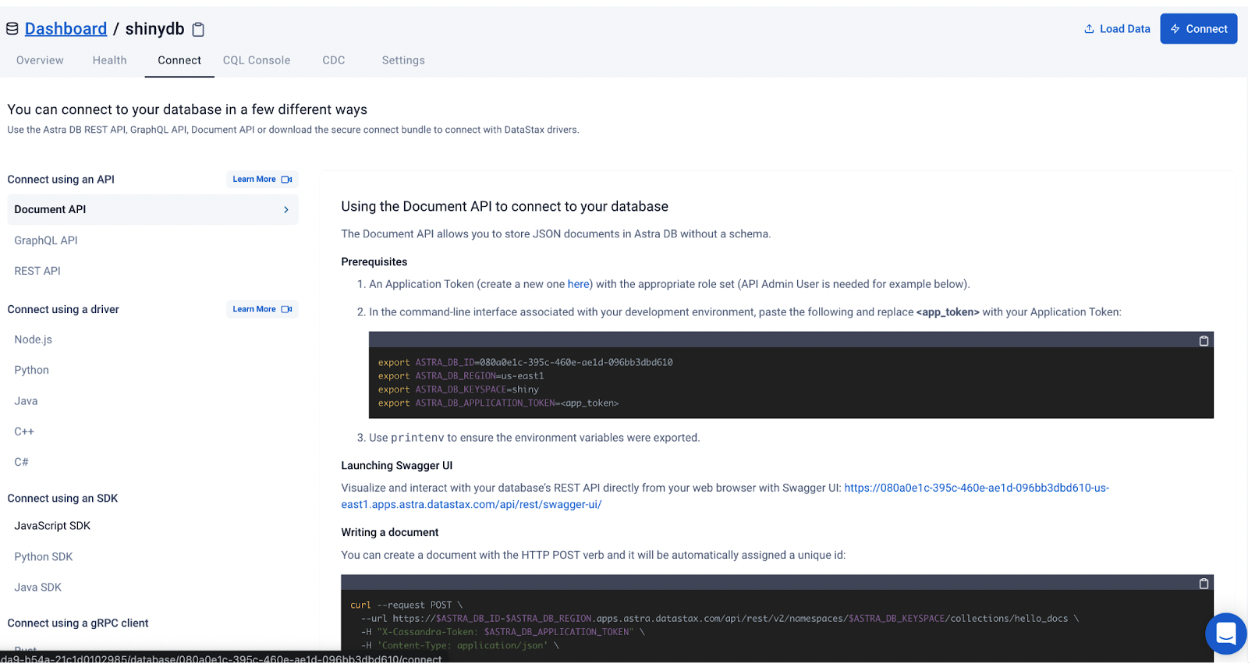 Dashboard / shinydb
Load Data
Connect
Overview Health Connect CQL Console CDC Settings
You can connect to your database in a few different ways
Use the Astra DB REST API, GraphQL API, Document API or download the secure connect bundle to connect with DataStax drivers.
Connect using an API
Learn More
Document API
GraphQL API
REST API
Connect using a driver
Learn More
Node.js
Python
Java
C++
C#
Connect using an SDK
JavaScript SDK
Python SDK
Java SDK
Connect using a gRPC client
Rust
Using the Document API to connect to your database
The Document API allows you to store JSON documents in Astra DB without a schema.
Prerequisites
1. An Application Token (create a new one here) with the appropriate role set (API Admin User is needed for example below).
2. In the command-line interface associated with your development environment, paste the following and replace <app_token> with your Application Token:
export ASTRA_DB_ID=080a0e1c-395c-460e-ae1d-096bb3dbd610
export ASTRA_DB_REGION=us-east1
export ASTRA_DB_KEYSPACE=shiny
export ASTRA_DB_APPLICATION_TOKEN=<app_token>
3. Use printenv to ensure the environment variables were exported.
Launching Swagger UI
Visualize and interact with your database's REST API directly from your web browser with Swagger UI: https://080a0e1c-395c-460e-ae1d-096bb3dbd610-us-
east1.apps.astra.datastax.com/api/rest/swagger-ui/
Writing a document
You can create a document with the HTTP POST verb and it will be automatically assigned a unique id:
curl --request POST \
--url https://$ASTRA_DB_ID-$ASTRA_DB_REGION.apps.astra.datastax.com/api/rest/v2/namespaces/$ASTRA_DB_KEYSPACE/collections/hello_docs \
-H "X-Cassandra-Token: $ASTRA_DB_APPLICATION_TOKEN" \
-H 'Content-Type: application/json' \
da9-b54a-21c1d0102985/database/080a0e1c-395c-460e-ae1d-096bb3dbd610/connect